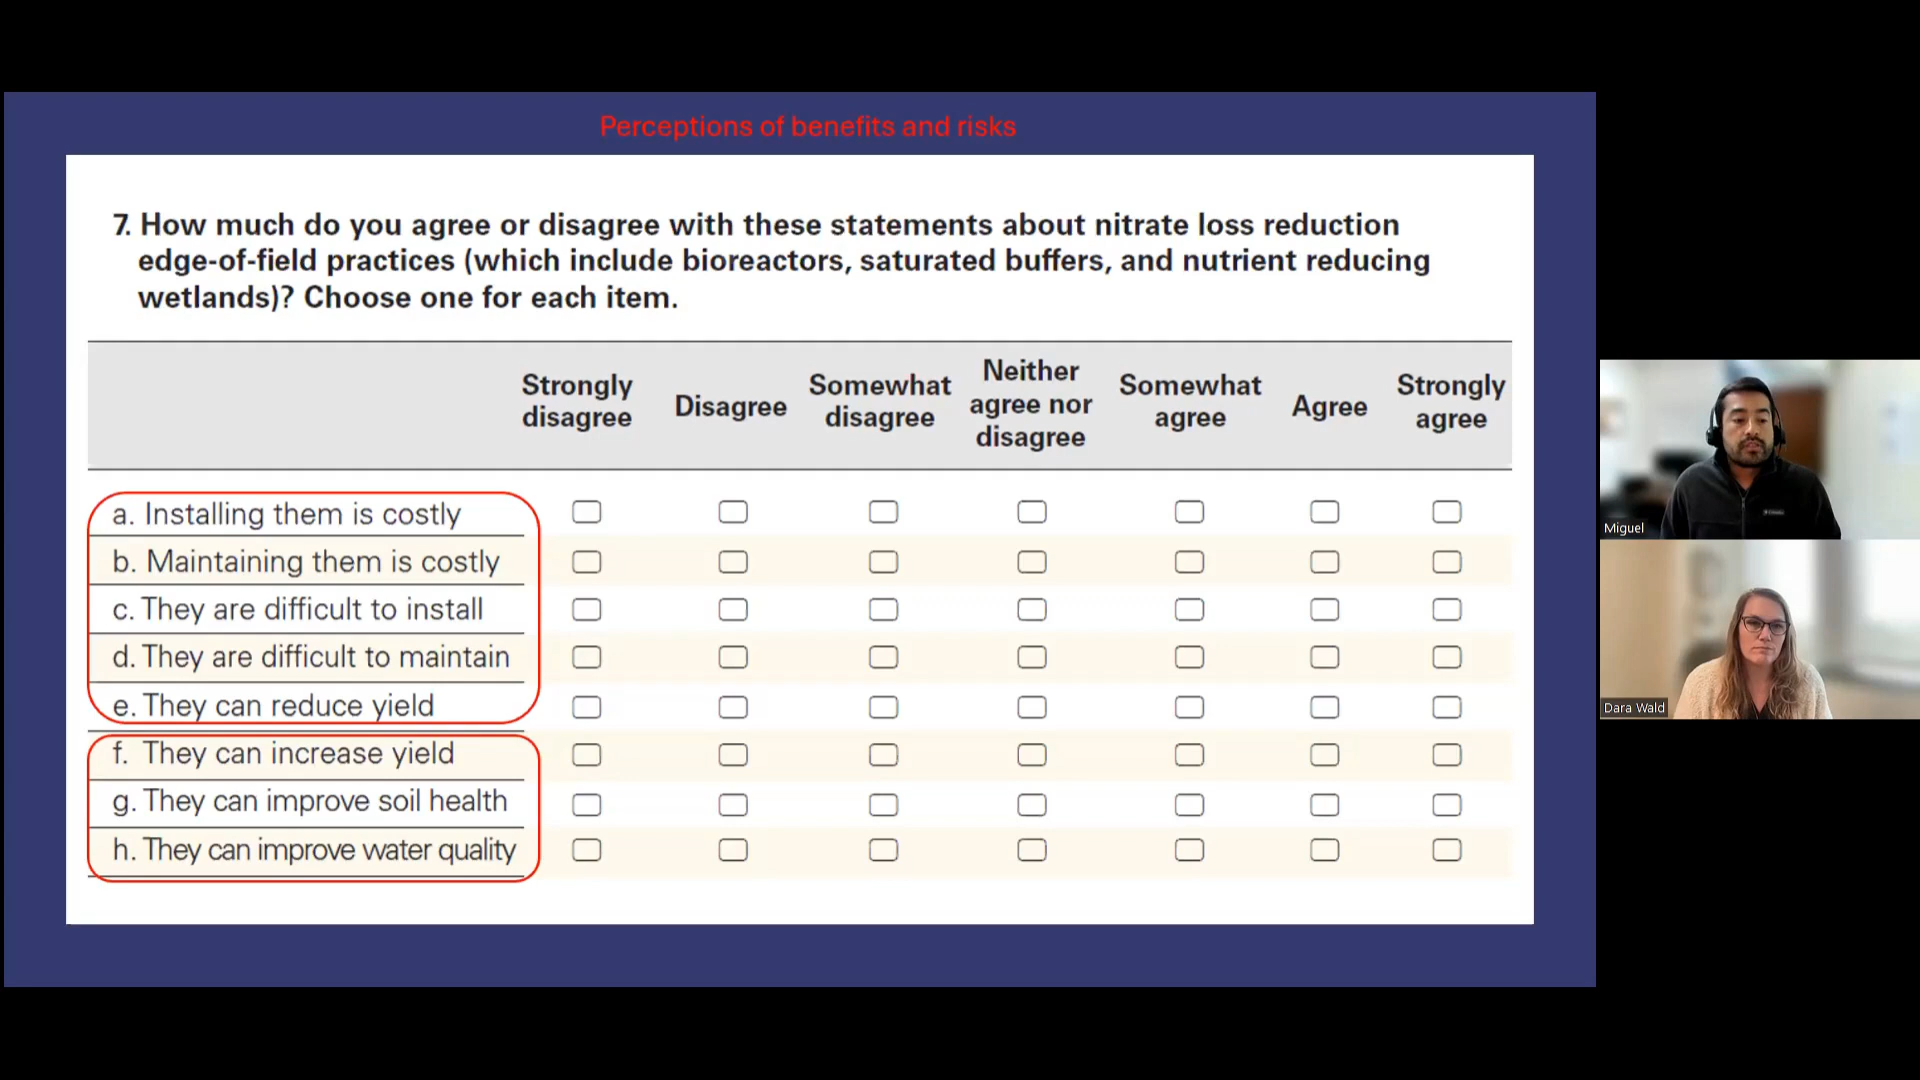 Perceptions of benefits and risks
7. How much do you agree or disagree with these statements about nitrate loss reduction
edge-of-field practices (which include bioreactors, saturated buffers, and nutrient reducing
wetlands)? Choose one for each item.
Strongly disagree
Disagree
Somewhat disagree
Neither agree nor disagree
Somewhat agree
Agree
Strongly agree
a. Installing them is costly
b. Maintaining them is costly
c. They are difficult to install
d. They are difficult to maintain
e. They can reduce yield
f. They can increase yield
g. They can improve soil health
h. They can improve water quality
Miguel
Dara Wald